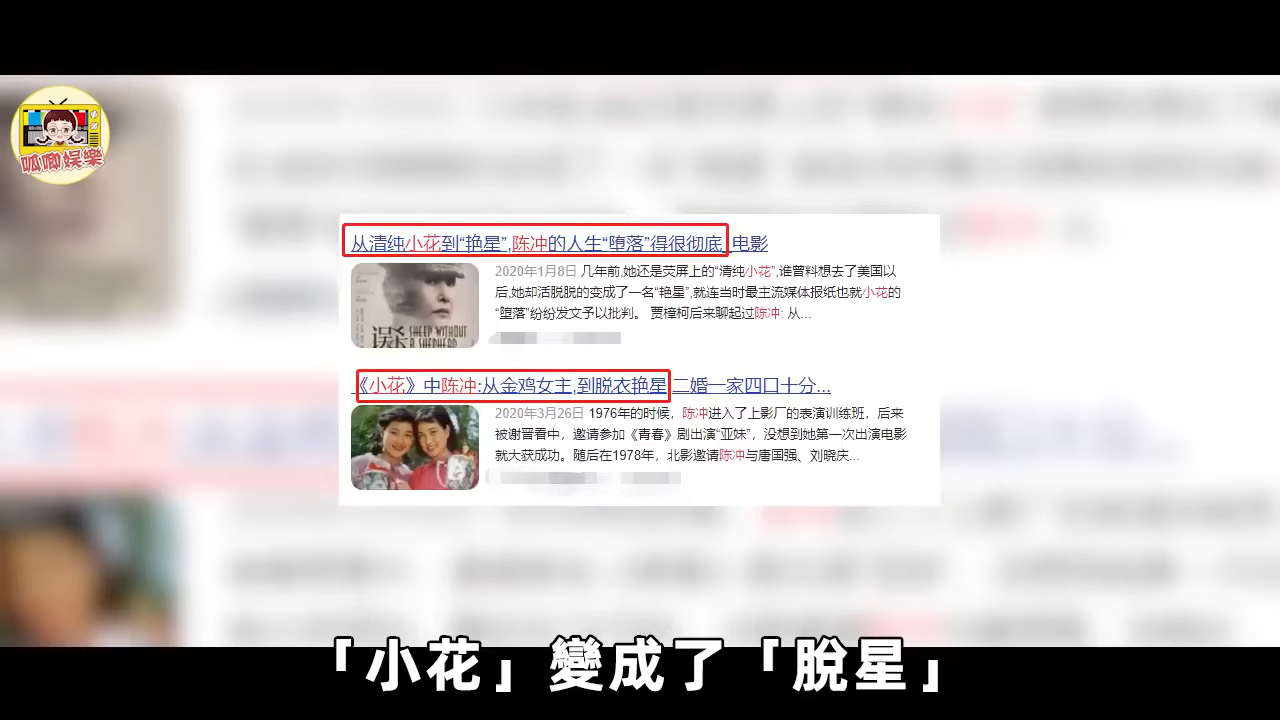 呱唧娱樂
从清纯小花到“艳星”,陈冲的人生“堕落”得很彻底_电影
2020年1月8日 几年前,她还是荧屏上的“清纯小花”,谁曾料想去了美国以
后,她却活脱脱的变成了一名“艳星”,就连当时最主流媒体报纸也就小花的
“堕落”纷纷发文予以批判。 贾樟柯后来聊起过陈冲: 从...
误杀
SHEEP WITHOUT
A SHEPHERD
《小花》中陈冲:从金鸡女主,到脱衣艳星 二婚一家四口十分...
2020年3月26日 1976年的时候，陈冲进入了上影厂的表演训练班，后来
被谢晋看中，邀请参加《青春》剧出演“亚妹”，没想到她第一次出演电影
就大获成功。随后在1978年，北影邀请陈冲与唐国强、刘晓庆...
「小花」變成了「脫星」